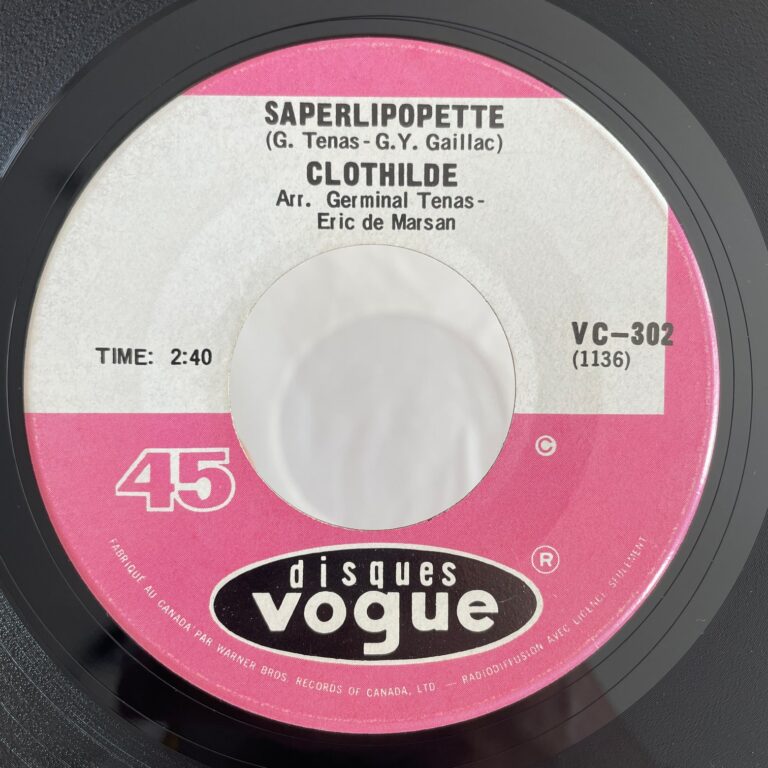 SAPERLIPOPETTE
(G. Tenas - G.Y. Gaillac)
CLOTHILDE
Arr. Germinal Tenas -
Eric de Marsan
TIME: 2:40
VC-302
(1136)
45
©
disques
vogue
®
FABRIQUÉ AU CANADA PAR WARNER BROS. RECORDS OF CANADA, LTD — RADIODIFFUSION AVEC LICENCE SEULEMENT